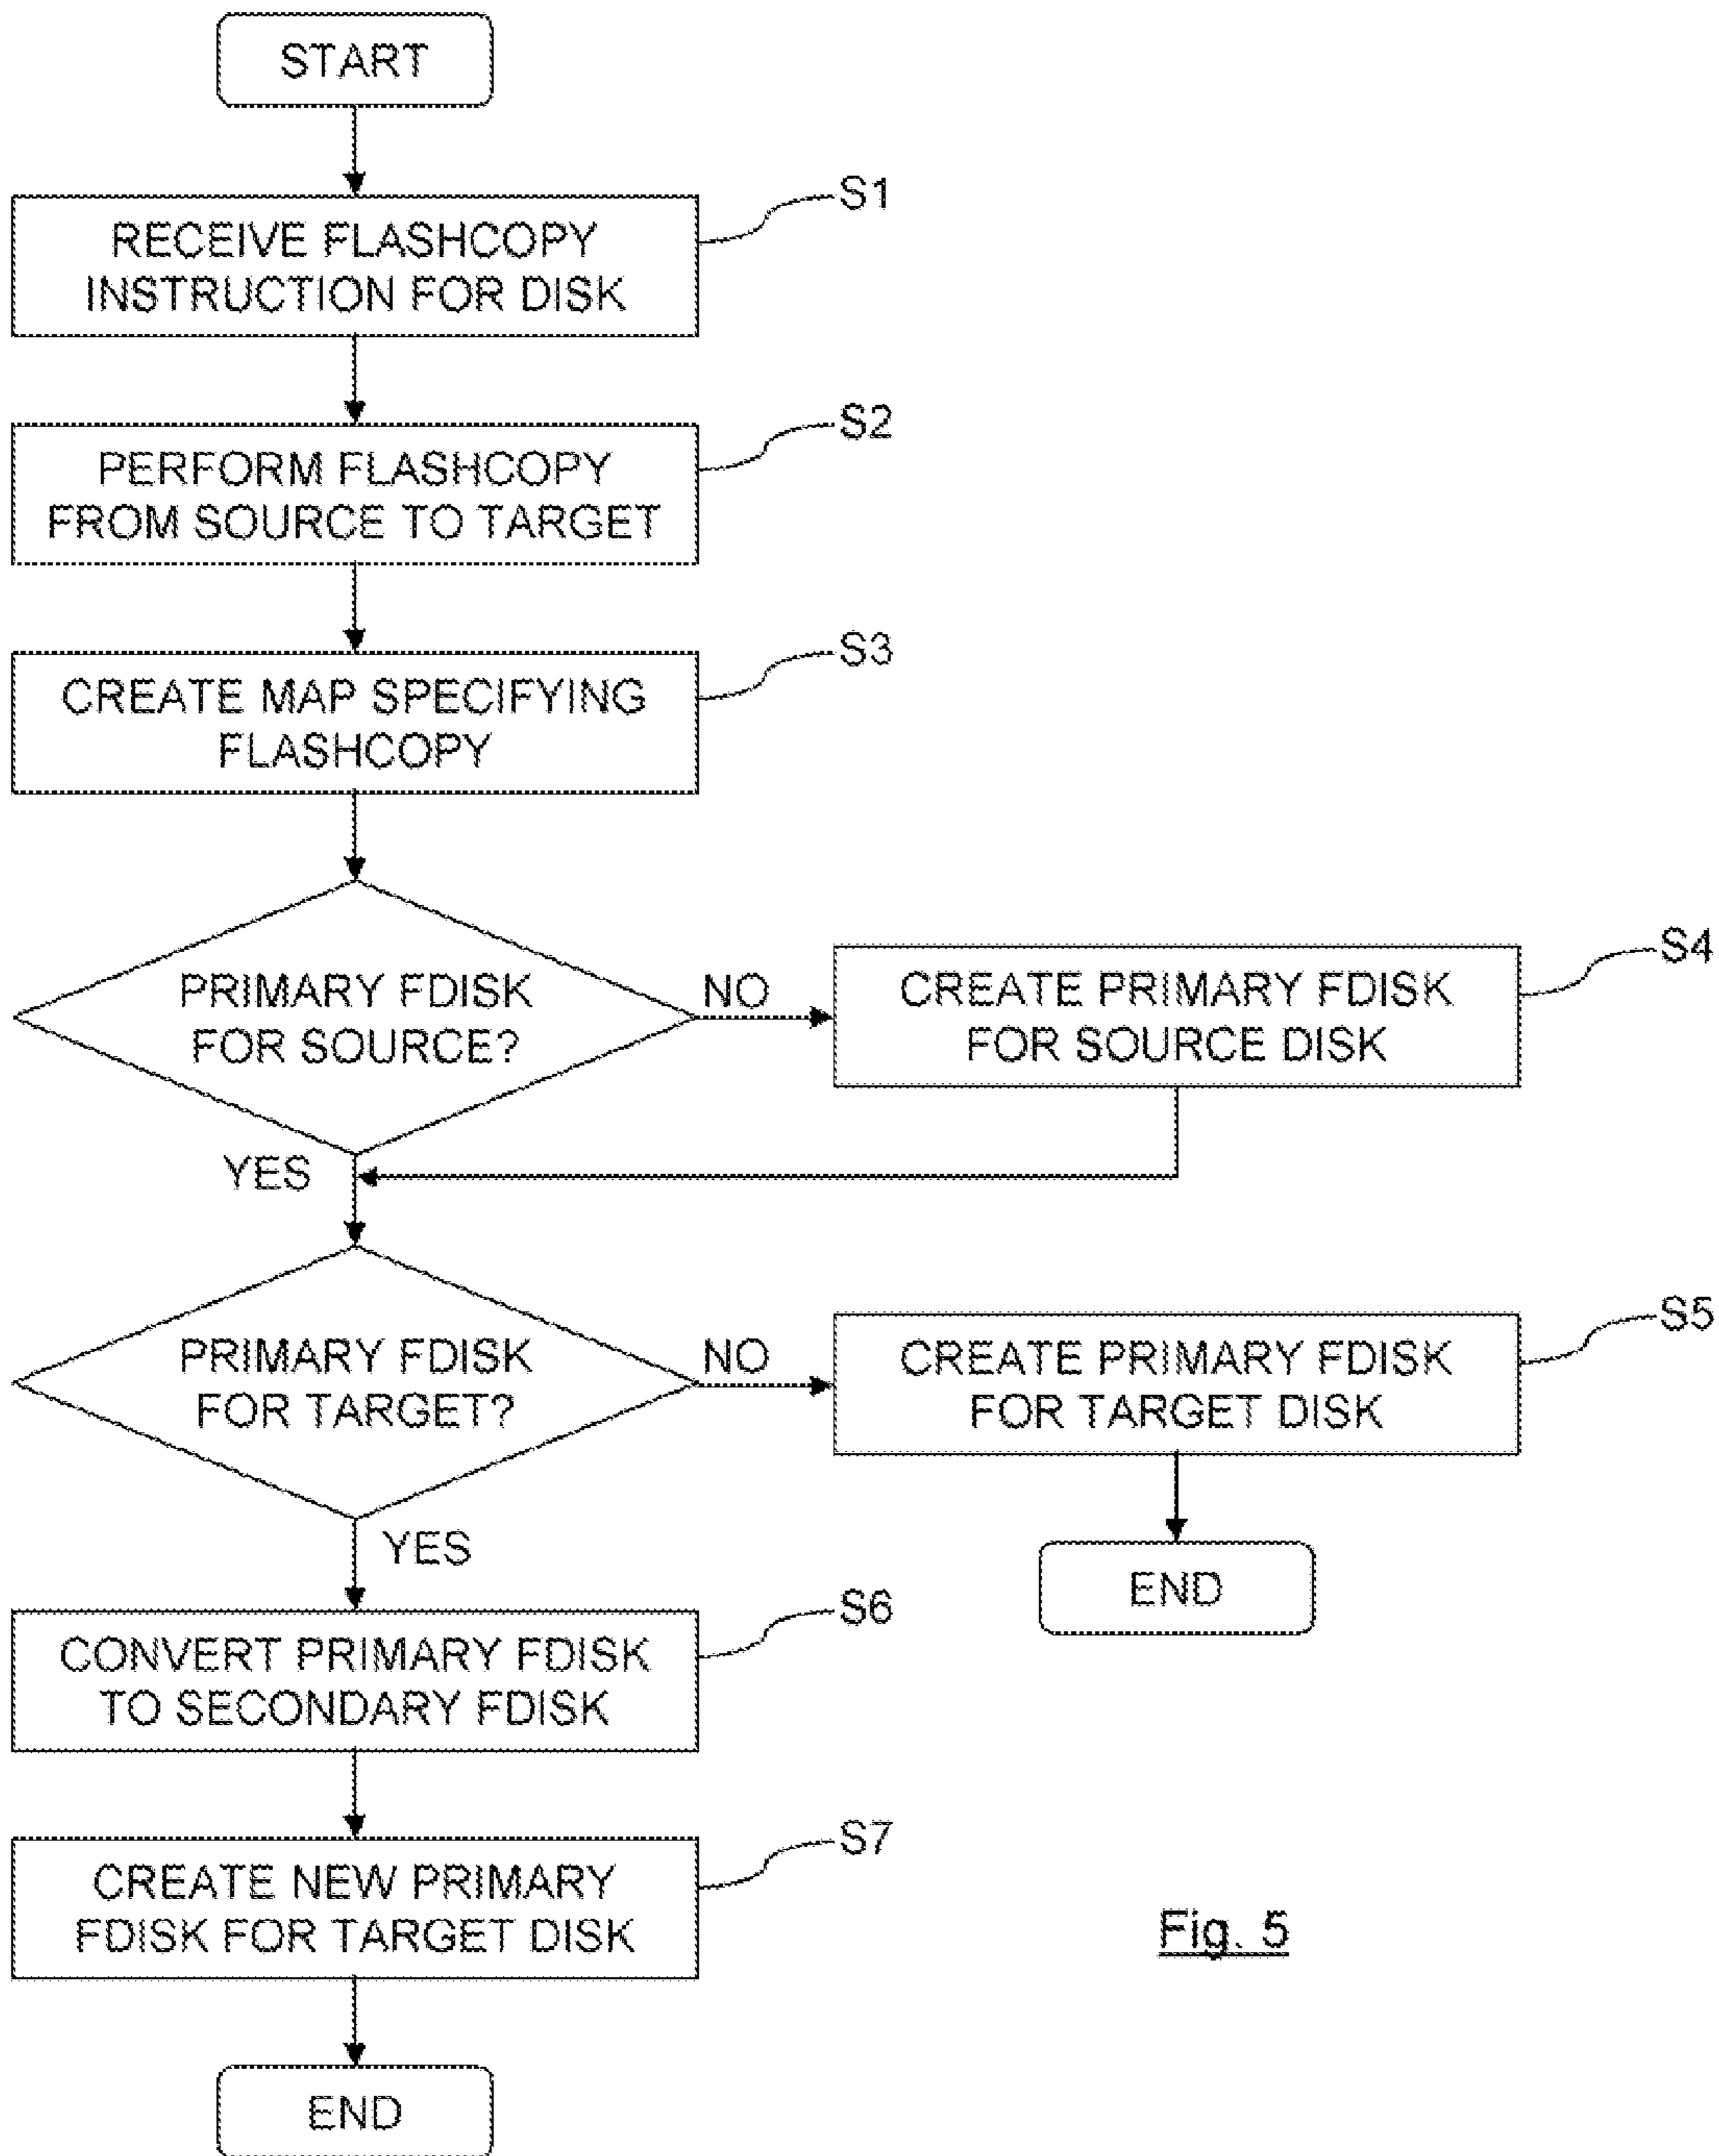 START
S1
RECEIVE FLASHCOPY
INSTRUCTION FOR DISK
S2
PERFORM FLASHCOPY
FROM SOURCE TO TARGET
S3
CREATE MAP SPECIFYING
FLASHCOPY
PRIMARY FDISK
FOR SOURCE?
NO
S4
CREATE PRIMARY FDISK
FOR SOURCE DISK
YES
PRIMARY FDISK
FOR TARGET?
NO
S5
CREATE PRIMARY FDISK
FOR TARGET DISK
YES
END
S6
CONVERT PRIMARY FDISK
TO SECONDARY FDISK
S7
CREATE NEW PRIMARY
FDISK FOR TARGET DISK
Fig. 5
END